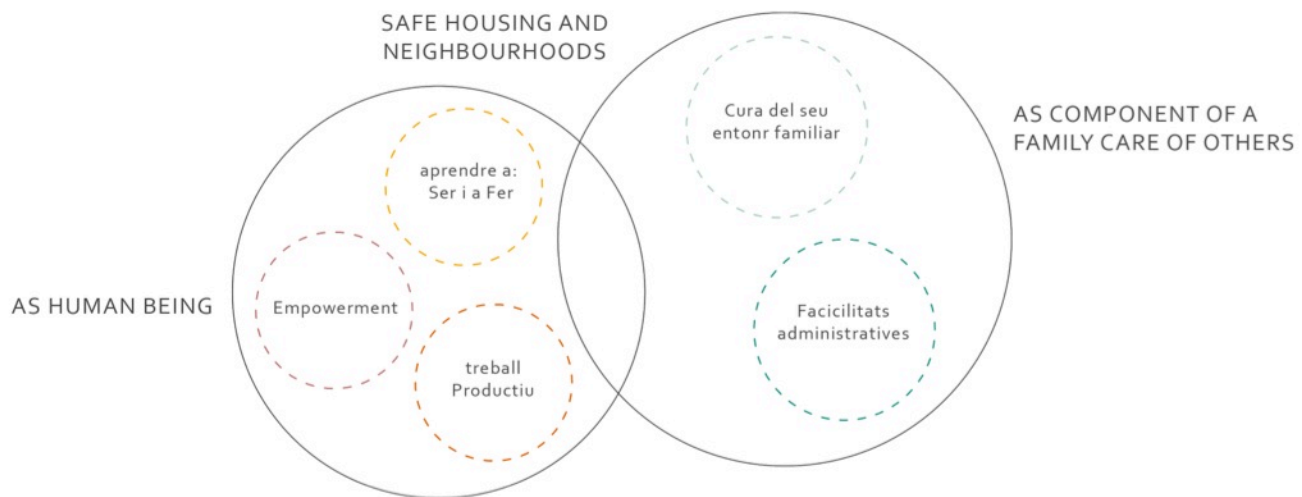 SAFE HOUSING AND
NEIGHBOURHOODS
Cura del seu
entonr familiar
AS COMPONENT OF A
FAMILY CARE OF OTHERS
aprendre a:
Ser i a Fer
AS HUMAN BEING
Empowerment
Facicilitats
administratives
treball
Productiu